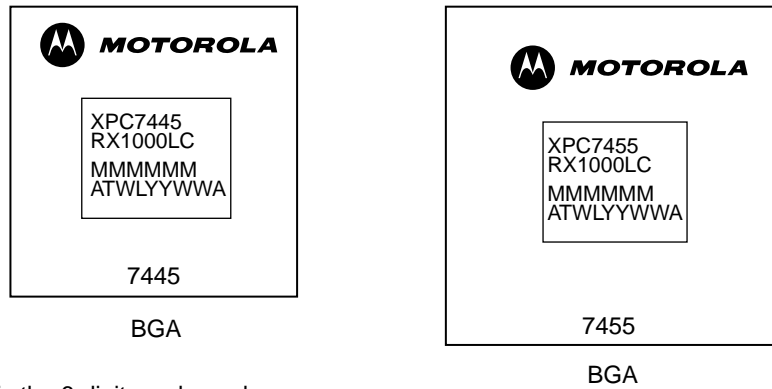 MOTOROLA
XPC7445
RX1000LC
MMMMMM
ATWLYYWWA
7445
BGA
MOTOROLA
XPC7455
RX1000LC
MMMMMM
ATWLYYWWA
7455
BGA